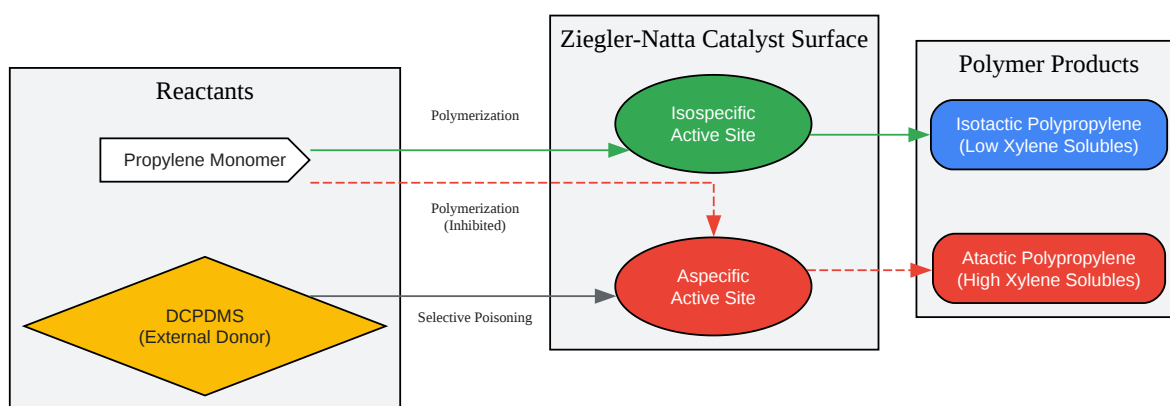 Reactants
Propylene Monomer
DCPDMS
(External Donor)
Polymerization
Polymerization
(Inhibited)
Selective Poisoning
Ziegler-Natta Catalyst Surface
Isospecific
Active Site
Aspecific
Active Site
Polymer Products
Isotactic Polypropylene
(Low Xylene Solubles)
Atactic Polypropylene
(High Xylene Solubles)